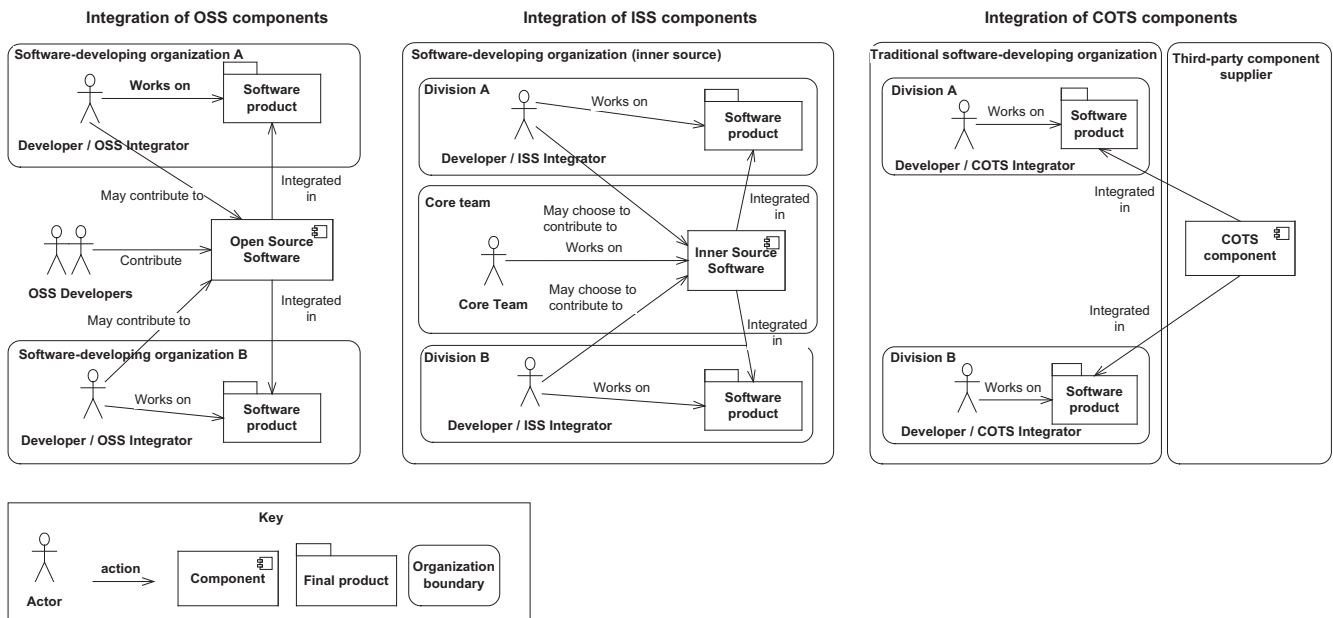 Integration of OSS components
Software-developing organization A
Works on
Software
product
Developer / OSS Integrator
May contribute to
Integrated
in
Open Source
Software
Contribute
OSS Developers
May contribute to
Integrated
in
Software-developing organization B
Works on
Software
product
Developer / OSS Integrator
Integration of ISS components
Software-developing organization (inner source)
Division A
Works on
Software
product
Developer / ISS Integrator
Core team
May choose to
contribute to
Integrated
in
Works on
Inner Source
Software
Core Team
May choose to
contribute to
Integrated
in
Division B
Works on
Software
product
Developer / ISS Integrator
Integration of COTS components
Traditional software-developing organization
Third-party component
supplier
Division A
Works on
Software
product
Developer / COTS Integrator
Integrated
in
COTS
component
Integrated
in
Division B
Works on
Software
product
Developer / COTS Integrator
Key
Actor
action
Component
Final product
Organization
boundary